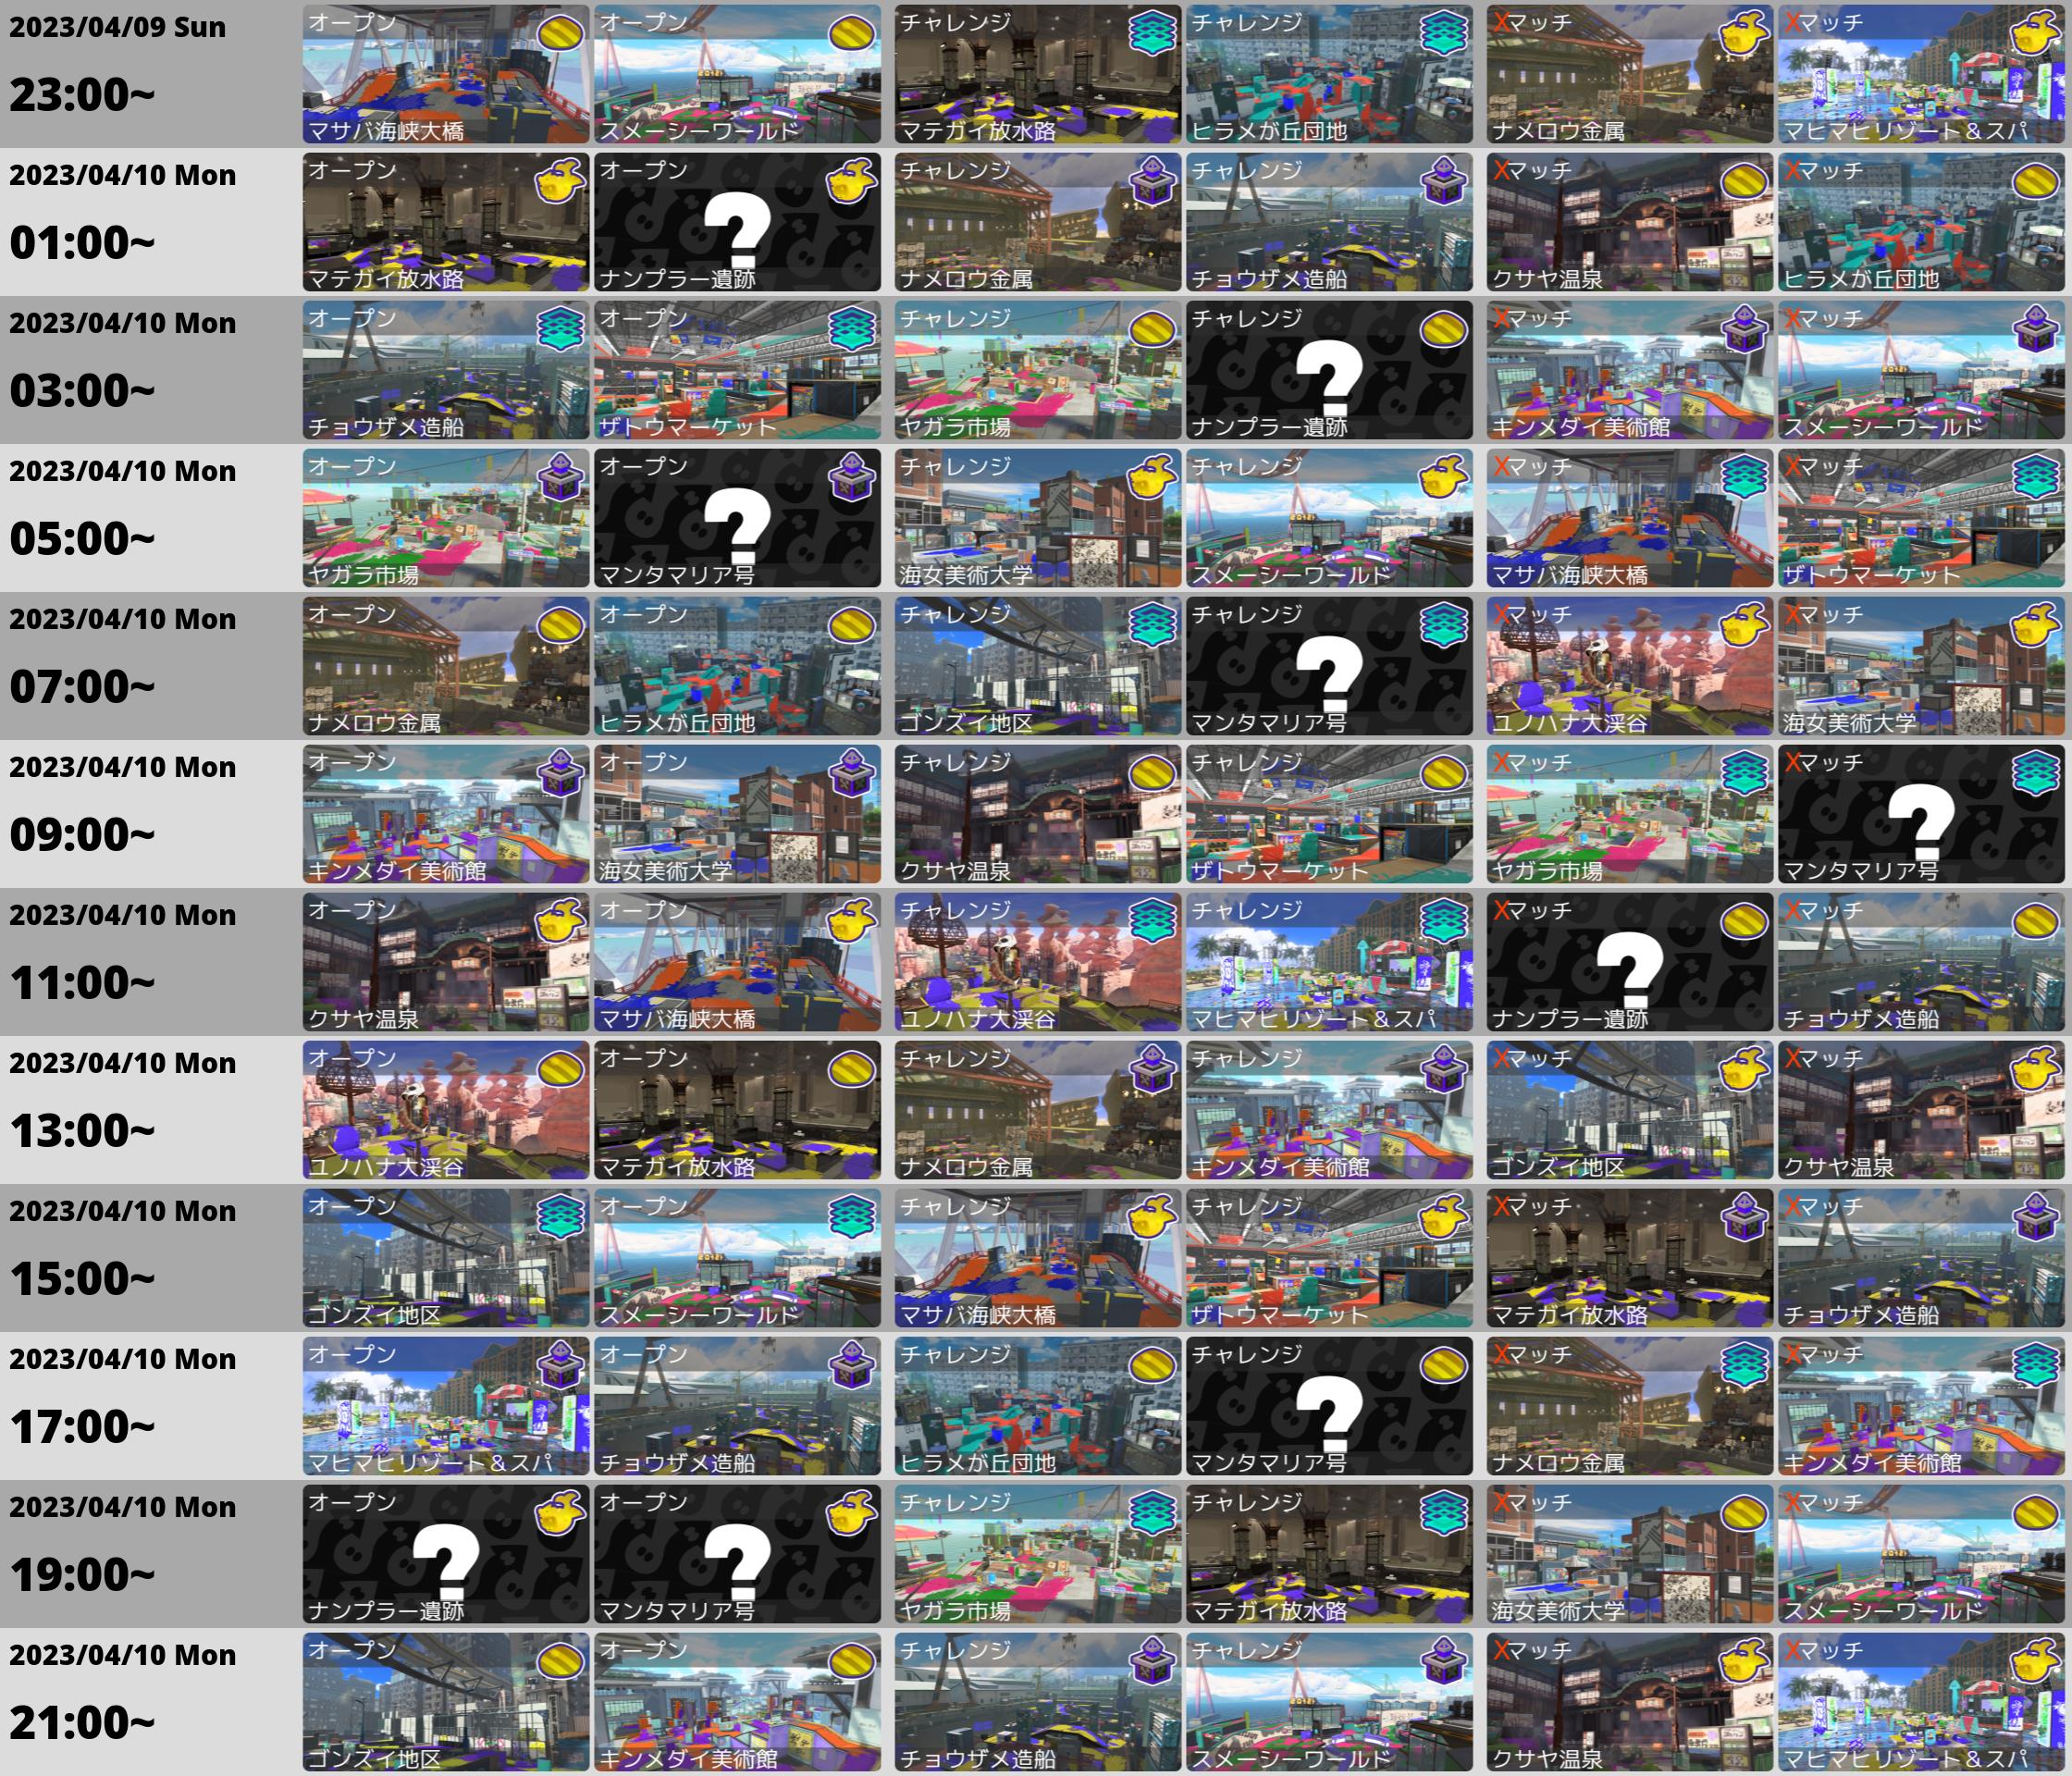 2023/04/09 Sun
23:00~
オープン オープン チャレンジ チャレンジ Xマッチ Xマッチ
マサバ海峡大橋 スメーシーワールド マテガイ放水路 ヒラメが丘団地 ナメロウ金属 マヒマヒリゾート&スパ
2023/04/10 Mon
01:00~
オープン オープン チャレンジ チャレンジ Xマッチ Xマッチ
マテガイ放水路 ナンプラー遺跡 ナメロウ金属 チョウザメ造船 クサヤ温泉 ヒラメが丘団地
2023/04/10 Mon
03:00~
オープン オープン チャレンジ チャレンジ Xマッチ Xマッチ
チョウザメ造船 ザトウマーケット ヤガラ市場 ナンプラー遺跡 キンメダイ美術館 スメーシーワールド
2023/04/10 Mon
05:00~
オープン オープン チャレンジ チャレンジ Xマッチ Xマッチ
ヤガラ市場 マンタマリア号 海女美術大学 スメーシーワールド マサバ海峡大橋 ザトウマーケット
2023/04/10 Mon
07:00~
オープン オープン チャレンジ チャレンジ Xマッチ Xマッチ
ナメロウ金属 ヒラメが丘団地 ゴンズイ地区 マンタマリア号 ユノハナ大渓谷 海女美術大学
2023/04/10 Mon
09:00~
オープン オープン チャレンジ チャレンジ Xマッチ Xマッチ
キンメダイ美術館 海女美術大学 クサヤ温泉 ザトウマーケット ヤガラ市場 マンタマリア号
2023/04/10 Mon
11:00~
オープン オープン チャレンジ チャレンジ Xマッチ Xマッチ
クサヤ温泉 マサバ海峡大橋 ユノハナ大渓谷 マヒマヒリゾート&スパ ナンプラー遺跡 チョウザメ造船
2023/04/10 Mon
13:00~
オープン オープン チャレンジ チャレンジ Xマッチ Xマッチ
ユノハナ大渓谷 マテガイ放水路 ナメロウ金属 キンメダイ美術館 ゴンズイ地区 クサヤ温泉
2023/04/10 Mon
15:00~
オープン オープン チャレンジ チャレンジ Xマッチ Xマッチ
ゴンズイ地区 スメーシーワールド マサバ海峡大橋 ザトウマーケット マテガイ放水路 チョウザメ造船
2023/04/10 Mon
17:00~
オープン オープン チャレンジ チャレンジ Xマッチ Xマッチ
マヒマヒリゾート&スパ チョウザメ造船 ヒラメが丘団地 マンタマリア号 ナメロウ金属 キンメダイ美術館
2023/04/10 Mon
19:00~
オープン オープン チャレンジ チャレンジ Xマッチ Xマッチ
ナンプラー遺跡 マンタマリア号 ヤガラ市場 マテガイ放水路 海女美術大学 スメーシーワールド
2023/04/10 Mon
21:00~
オープン オープン チャレンジ チャレンジ Xマッチ Xマッチ
ゴンズイ地区 キンメダイ美術館 チョウザメ造船 スメーシーワールド クサヤ温泉 マヒマヒリゾート&スパ